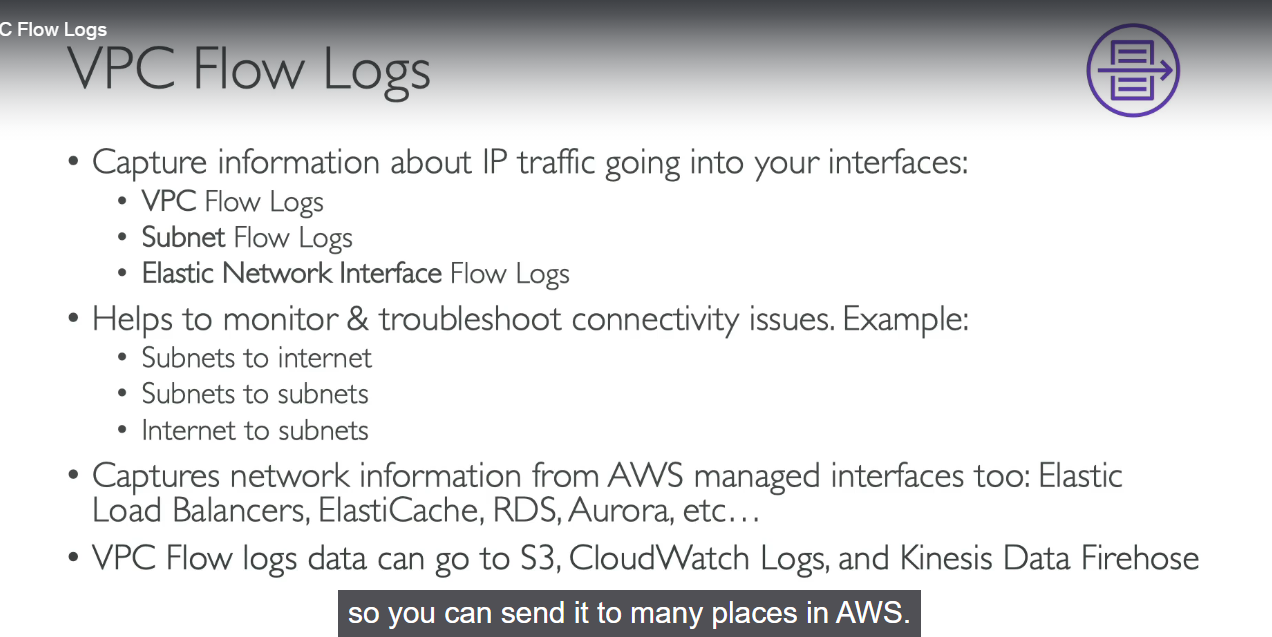 C Flow Logs
VPC Flow Logs
• Capture information about IP traffic going into your interfaces:
• VPC Flow Logs
• Subnet Flow Logs
• Elastic Network Interface Flow Logs
• Helps to monitor & troubleshoot connectivity issues. Example:
• Subnets to internet
• Subnets to subnets
• Internet to subnets
• Captures network information from AWS managed interfaces too: Elastic
Load Balancers, ElastiCache, RDS, Aurora, etc…
• VPC Flow logs data can go to S3, CloudWatch Logs, and Kinesis Data Firehose
so you can send it to many places in AWS.